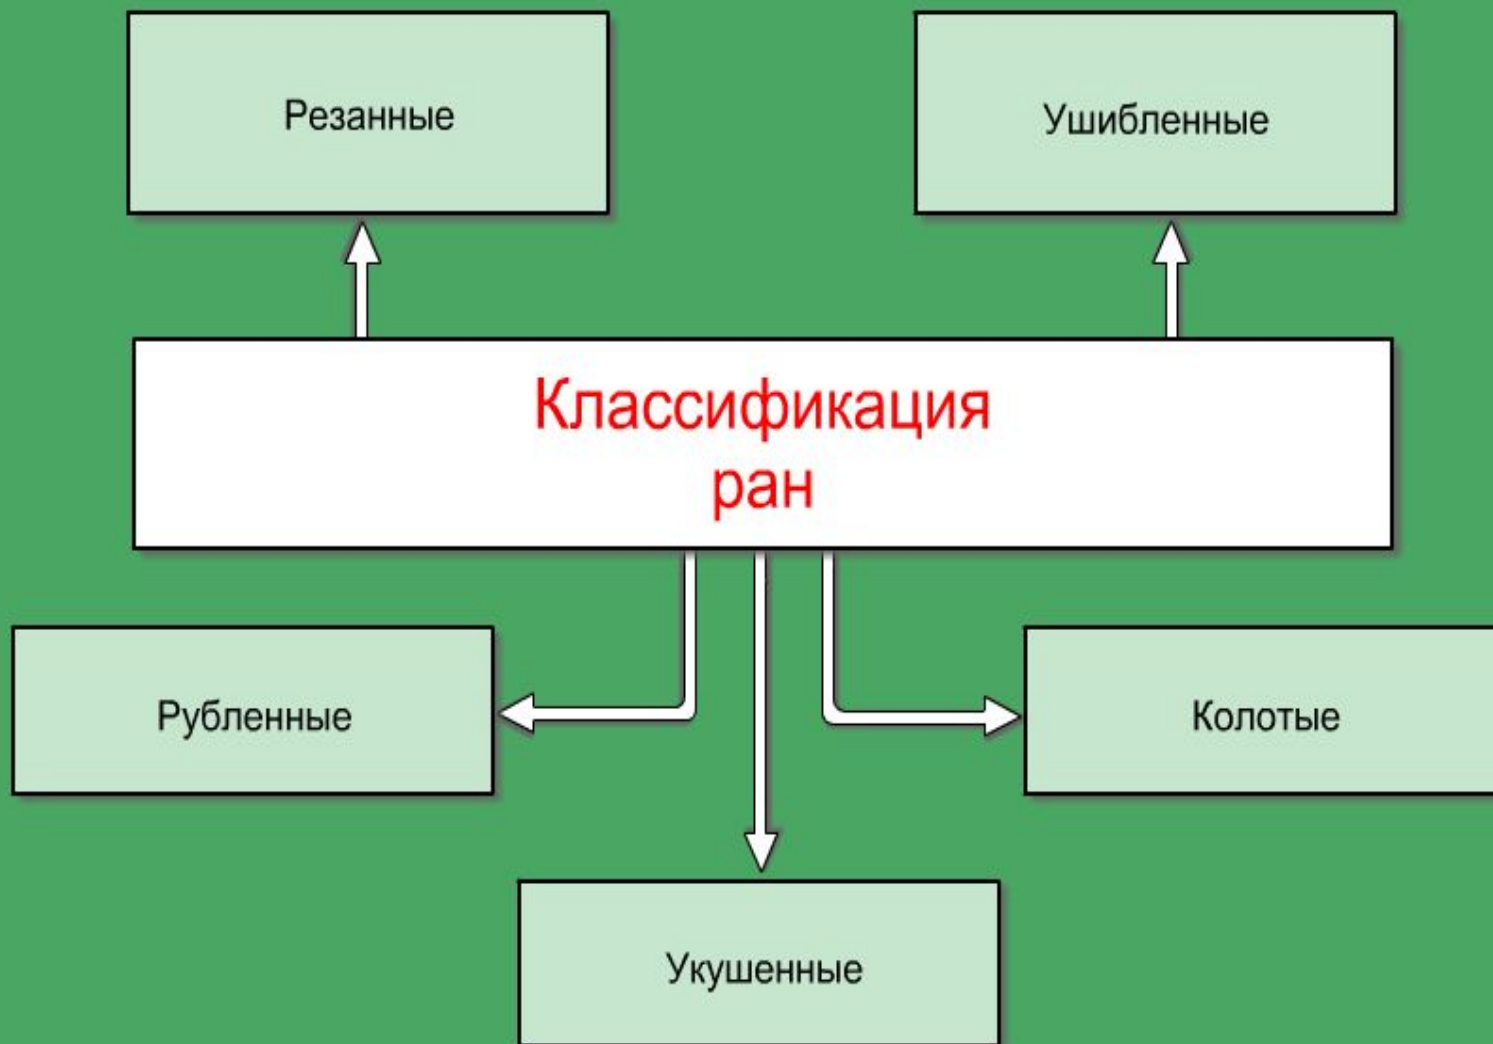 Резанные
Ушибленные
Классификация
ран
Рубленные
Колотые
Укушенные